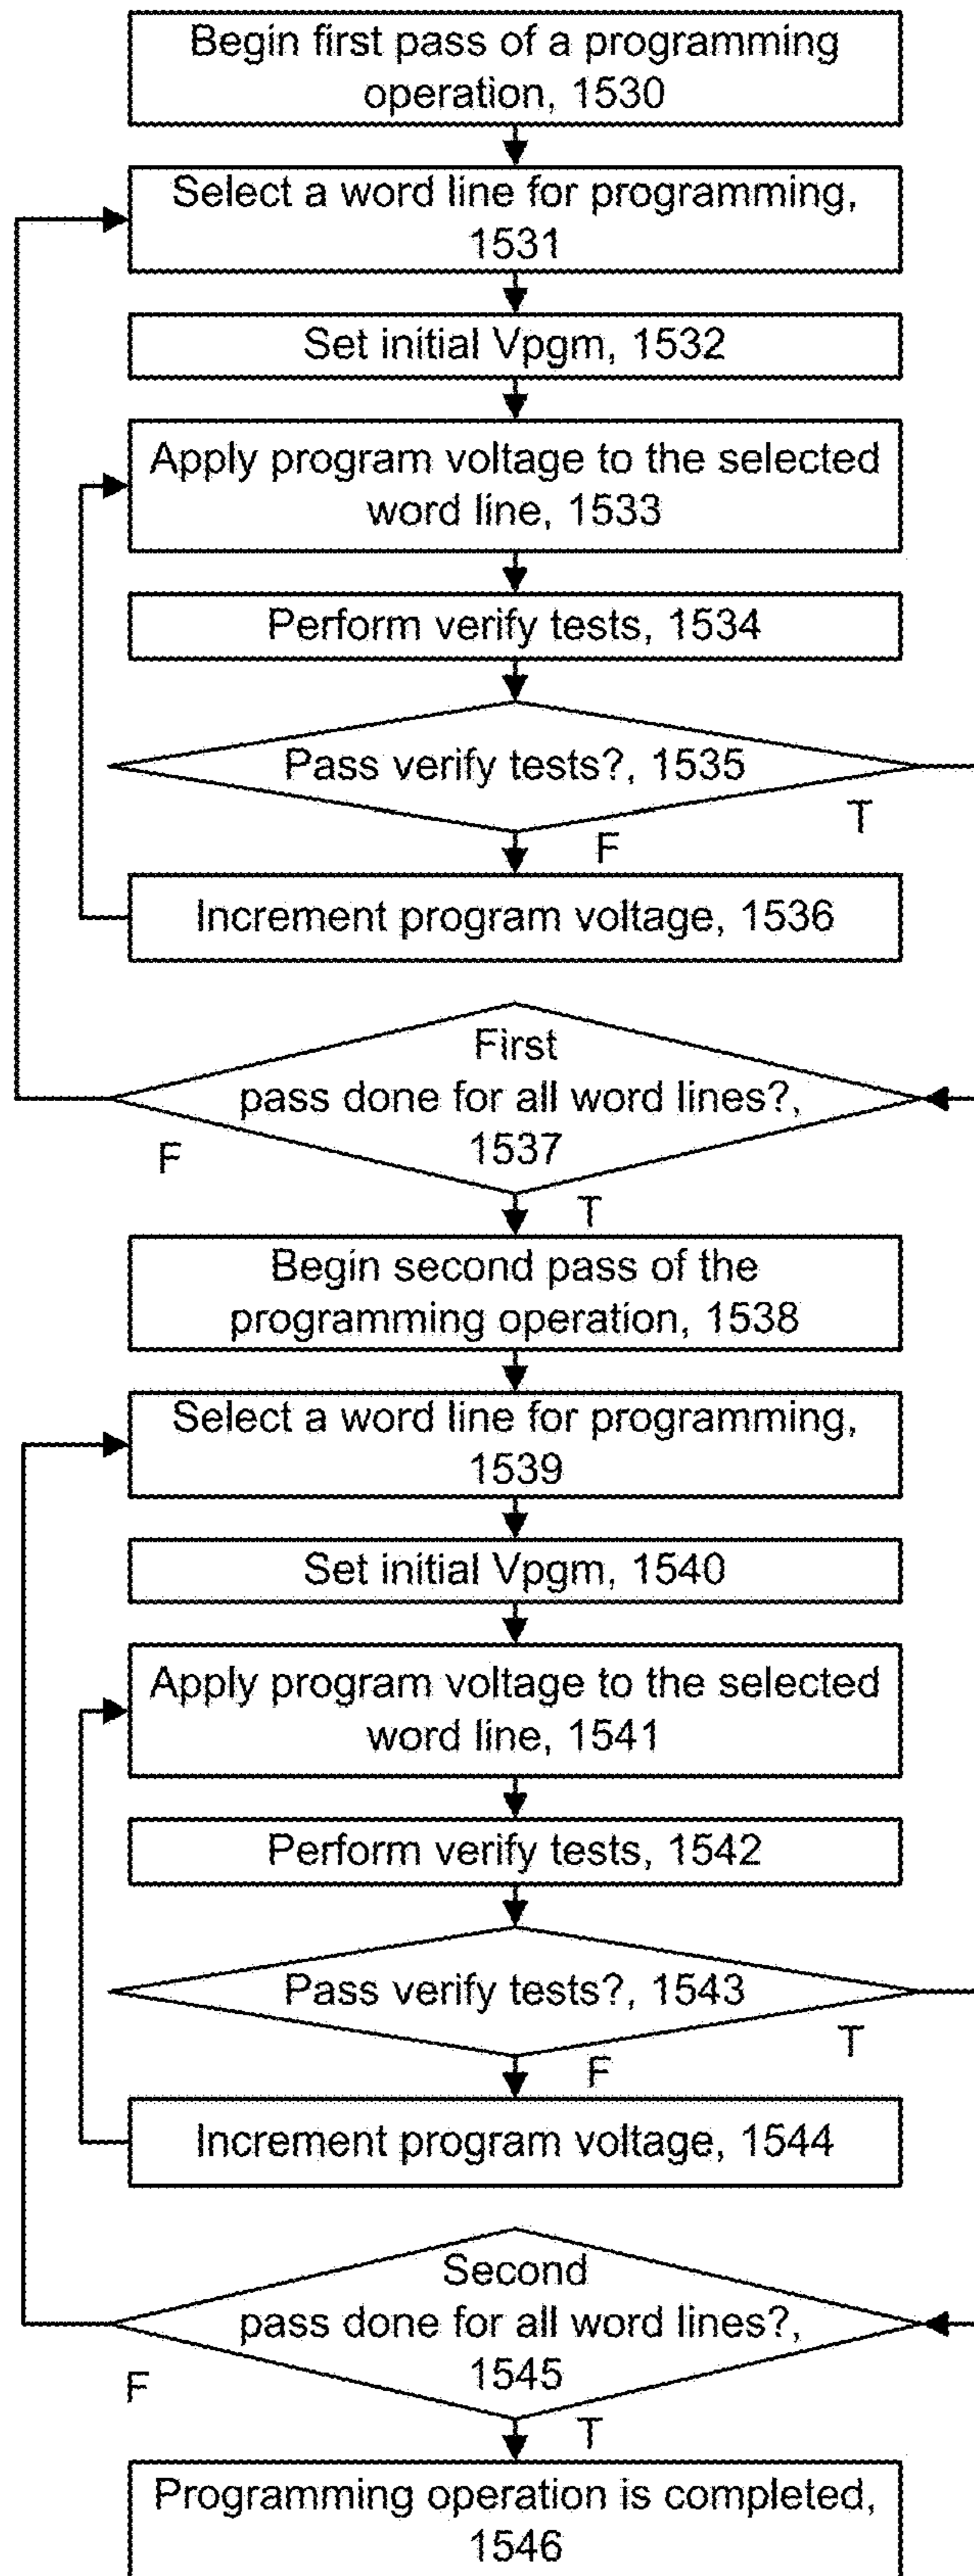 Begin first pass of a programming
operation, 1530
Select a word line for programming,
1531
Set initial Vpgm, 1532
Apply program voltage to the selected
word line, 1533
Perform verify tests, 1534
Pass verify tests?, 1535
T
F
Increment program voltage, 1536
First
pass done for all word lines?,
1537
F
T
Begin second pass of the
programming operation, 1538
Select a word line for programming,
1539
Set initial Vpgm, 1540
Apply program voltage to the selected
word line, 1541
Perform verify tests, 1542
Pass verify tests?, 1543
T
F
Increment program voltage, 1544
Second
pass done for all word lines?,
1545
F
T
Programming operation is completed,
1546